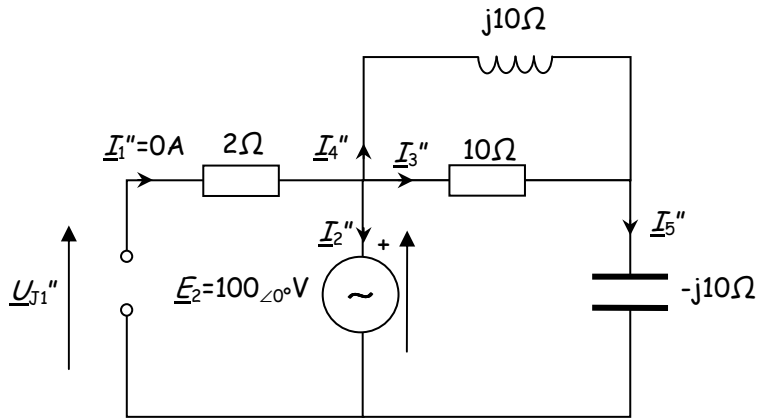 j10Ω
I1"=0A
2Ω
I4"
I3"
10Ω
I2"
+
I5"
UJ1"
E2=100∠0°V
~
-j10Ω